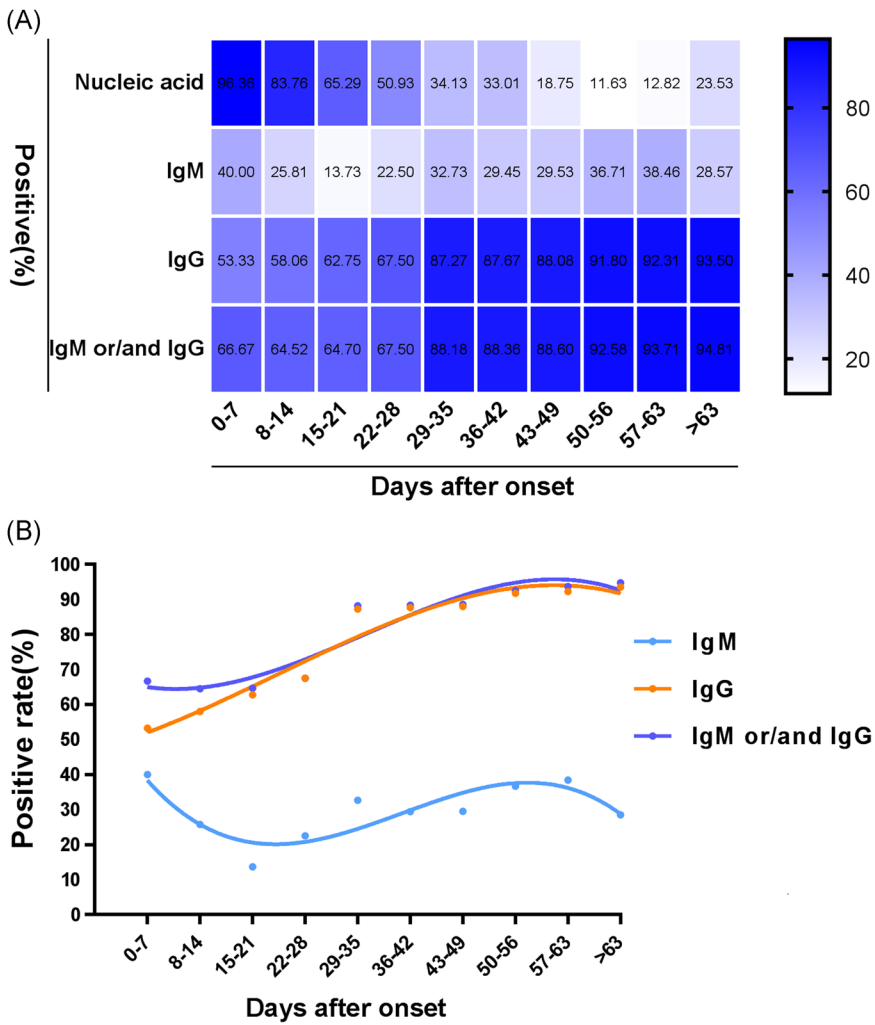 (A)
Positive(%)
Nucleic acid 96.36 83.76 65.29 50.93 34.13 33.01 18.75 11.63 12.82 23.53
IgM 40.00 25.81 13.73 22.50 32.73 29.45 29.53 36.71 38.46 28.57
IgG 53.33 58.06 62.75 67.50 87.27 87.67 88.08 91.80 92.31 93.50
IgM or/and IgG 66.67 64.52 64.70 67.50 88.18 88.36 88.60 92.58 93.71 94.81
0-7 8-14 15-21 22-28 29-35 36-42 43-49 50-56 57-63 >63
Days after onset
80
60
40
20
(B)
Positive rate(%)
100
90
80
70
60
50
40
30
20
10
0
0-7 8-14 15-21 22-28 29-35 36-42 43-49 50-56 57-63 >63
Days after onset
IgM
IgG
IgM or/and IgG